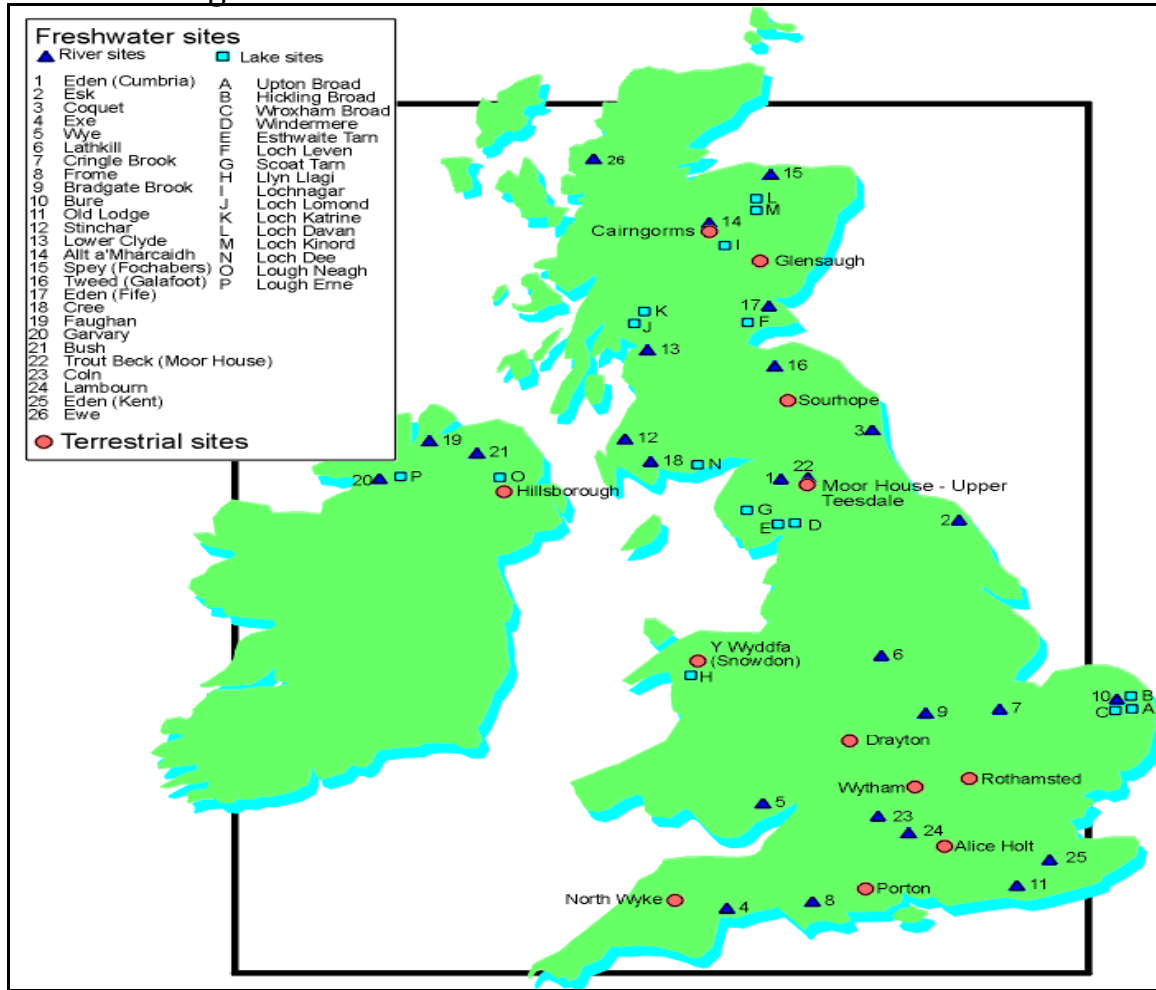 Freshwater sites
River sites
Lake sites
1 Eden (Cumbria)
2 Esk
3 Coquet
4 Exe
5 Wye
6 Lathkill
7 Cringle Brook
8 Frome
9 Bradgate Brook
10 Bure
11 Old Lodge
12 Stinchar
13 Lower Clyde
14 Allt a'Mharcaidh
15 Spey (Fochabers)
16 Tweed (Galafoot)
17 Eden (Fife)
18 Cree
19 Faughan
20 Garvary
21 Bush
22 Trout Beck (Moor House)
23 Coln
24 Lambourn
25 Eden (Kent)
26 Ewe
A Upton Broad
B Hickling Broad
C Wroxham Broad
D Windermere
E Esthwaite Tarn
F Loch Leven
G Scoat Tarn
H Llyn Llagi
I Lochnagar
J Loch Lomond
K Loch Katrine
L Loch Davan
M Loch Kinord
N Loch Dee
O Lough Neagh
P Lough Erne
Terrestrial sites
26
15
L
M
14
Cairngorms
I
Glensaugh
17
F
K
J
13
16
Sourhope
3
12
18
N
19
21
20
P
O
Hillsborough
1
22
Moor House - Upper
Teesdale
G
E
D
2
Y Wyddfa
(Snowdon)
H
6
10
B
C
A
9
7
Drayton
Rothamsted
Wytham
5
23
24
Alice Holt
25
11
Porton
North Wyke
4
8